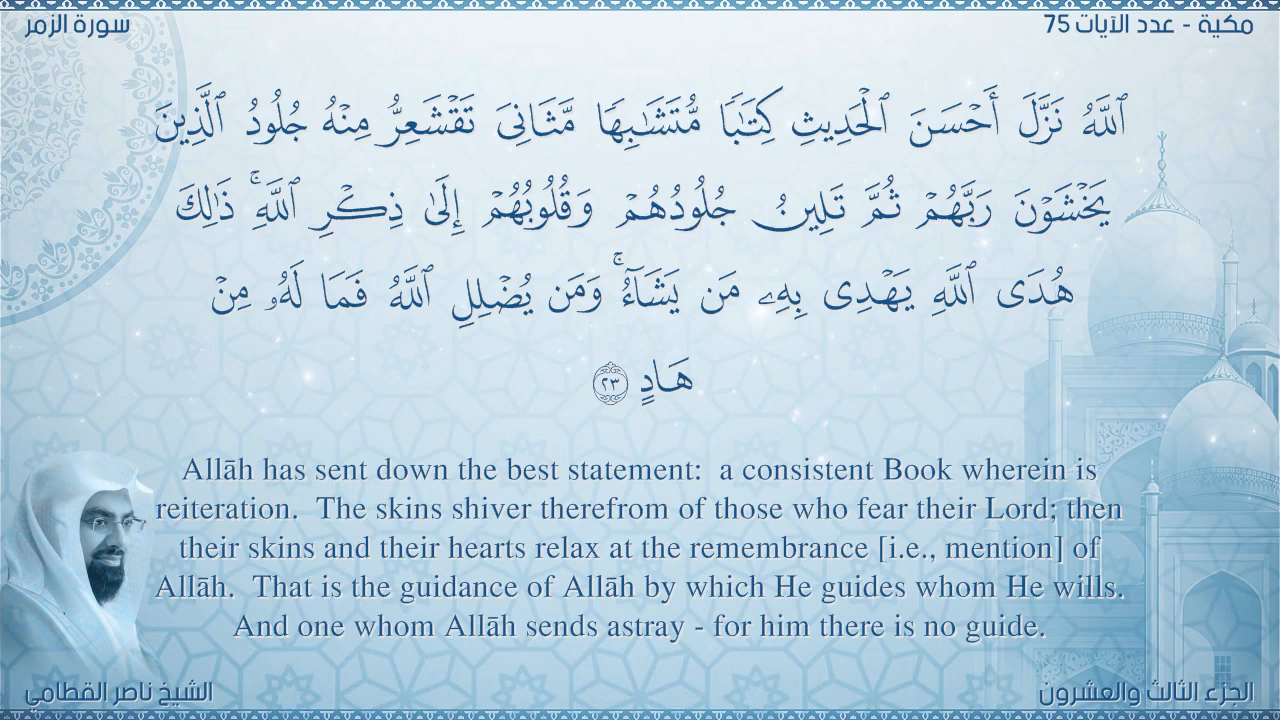 مكية - عدد الآيات 75
سورة الزمر
ٱللَّهُ نَزَّلَ أَحْسَنَ ٱلْحَدِيثِ كِتَٰبًا مُّتَشَٰبِهًا مَّثَانِىَ تَقْشَعِرُّ مِنْهُ جُلُودُ ٱلَّذِينَ
يَخْشَوْنَ رَبَّهُمْ ثُمَّ تَلِينُ جُلُودُهُمْ وَقُلُوبُهُمْ إِلَىٰ ذِكْرِ ٱللَّهِ ۚ ذَٰلِكَ
هُدَى ٱللَّهِ يَهْدِى بِهِۦ مَن يَشَآءُ ۚ وَمَن يُضْلِلِ ٱللَّهُ فَمَا لَهُۥ مِنْ
هَادٍ ٢٣
Allāh has sent down the best statement:  a consistent Book wherein is
reiteration.  The skins shiver therefrom of those who fear their Lord; then
their skins and their hearts relax at the remembrance [i.e., mention] of
Allāh.  That is the guidance of Allāh by which He guides whom He wills.
And one whom Allāh sends astray - for him there is no guide.
الجزء الثالث والعشرون
الشيخ ناصر القطامي